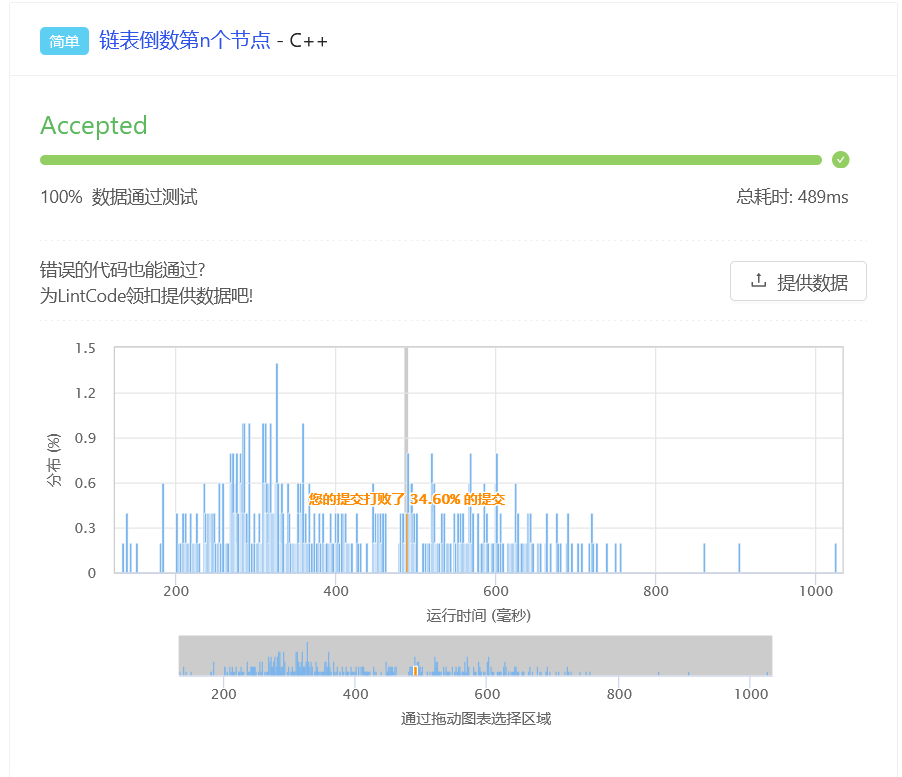 简单 链表倒数第n个节点 - C++
Accepted
100% 数据通过测试 总耗时: 489ms
错误的代码也能通过?
为LintCode领扣提供数据吧!
提供数据
1.5
1.2
0.9
0.6
0.3
0
分布 (%)
您的提交打败了 34.60% 的提交
200 400 600 800 1000
运行时间 (毫秒)
200 400 600 800 1000
通过拖动图表选择区域